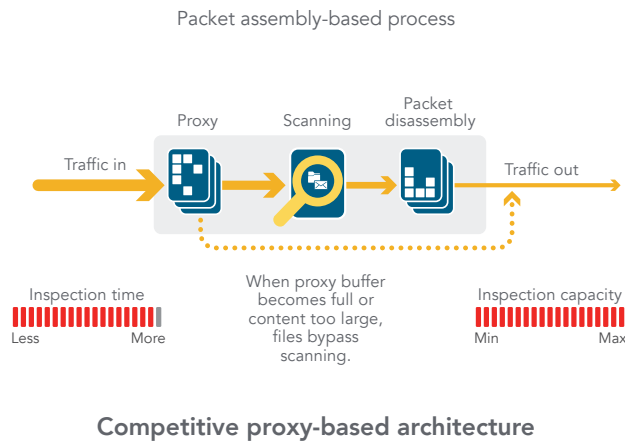 Packet assembly-based process
Packet
Proxy
Scanning
disassembly
Traffic in
Traffic out
When proxy buffer
becomes full or
content too large,
files bypass
scanning.
Inspection time
Less
More
Inspection capacity
Min
Max
Competitive proxy-based architecture